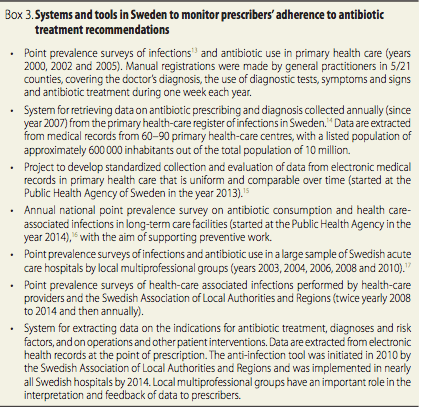 Box 3. Systems and tools in Sweden to monitor prescribers' adherence to antibiotic
treatment recommendations
• Point prevalence surveys of infections13 and antibiotic use in primary health care (years
2000, 2002 and 2005). Manual registrations were made by general practitioners in 5/21
counties, covering the doctor's diagnosis, the use of diagnostic tests, symptoms and signs
and antibiotic treatment during one week each year.
• System for retrieving data on antibiotic prescribing and diagnosis collected annually (since
year 2007) from the primary health-care register of infections in Sweden.14 Data are extracted
from medical records from 60–90 primary health-care centres, with a listed population of
approximately 600 000 inhabitants out of the total population of 10 million.
• Project to develop standardized collection and evaluation of data from electronic medical
records in primary health care that is uniform and comparable over time (started at the
Public Health Agency of Sweden in the year 2013).15
• Annual national point prevalence survey on antibiotic consumption and health care-
associated infections in long-term care facilities (started at the Public Health Agency in the
year 2014),16 with the aim of supporting preventive work.
• Point prevalence surveys of infections and antibiotic use in a large sample of Swedish acute
care hospitals by local multiprofessional groups (years 2003, 2004, 2006, 2008 and 2010).17
• Point prevalence surveys of health-care associated infections performed by health-care
providers and the Swedish Association of Local Authorities and Regions (twice yearly 2008
to 2014 and then annually).
• System for extracting data on the indications for antibiotic treatment, diagnoses and risk
factors, and on operations and other patient interventions. Data are extracted from electronic
health records at the point of prescription. The anti-infection tool was initiated in 2010 by
the Swedish Association of Local Authorities and Regions and was implemented in nearly
all Swedish hospitals by 2014. Local multiprofessional groups have an important role in the
interpretation and feedback of data to prescribers.